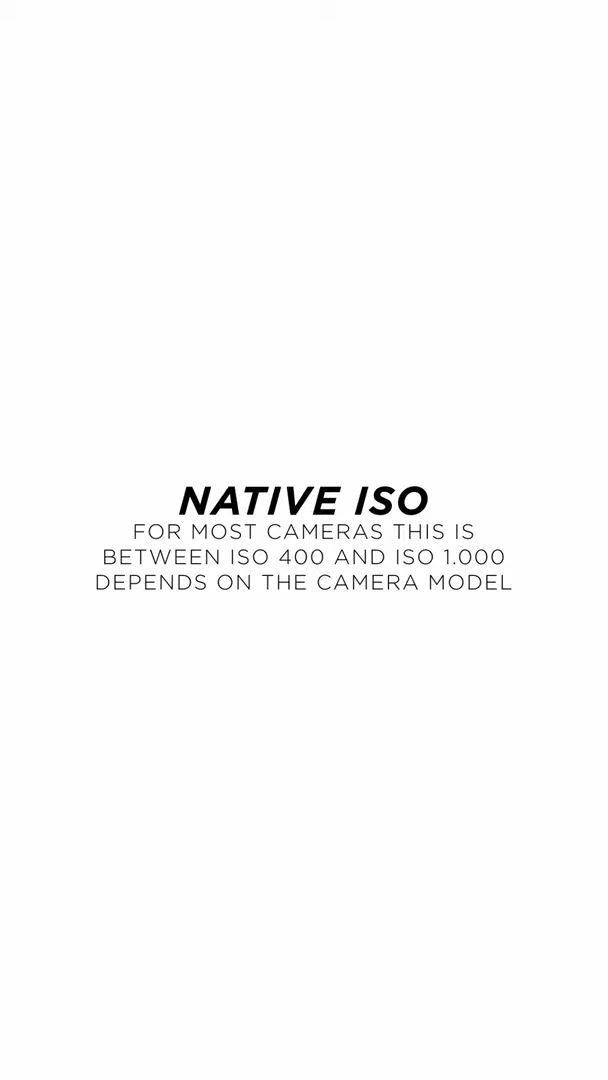 NATIVE ISO
FOR MOST CAMERAS THIS IS
BETWEEN ISO 400 AND ISO 1.000
DEPENDS ON THE CAMERA MODEL